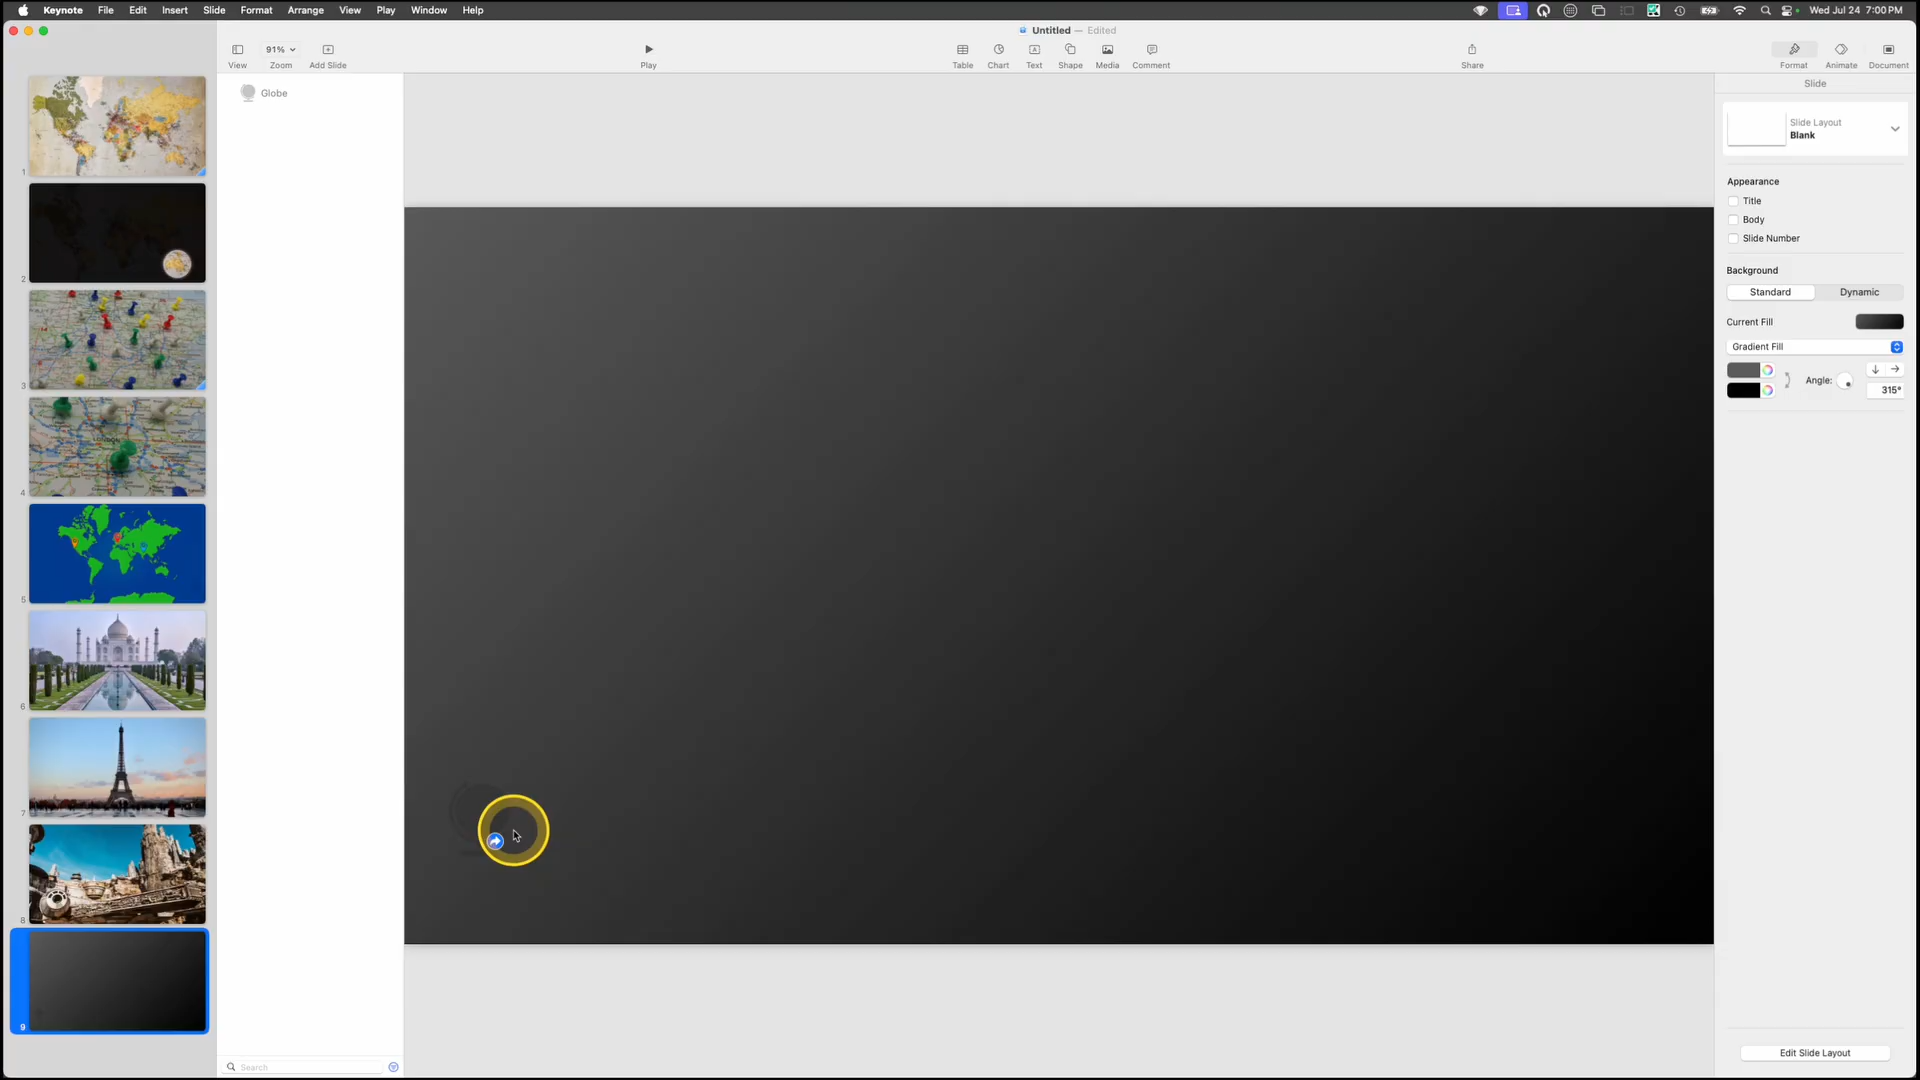 Keynote File Edit Insert Slide Format Arrange View Play Window Help
Wed Jul 24 7:00 PM
Untitled — Edited
91%
View Zoom Add Slide
Play
Table Chart Text Shape Media Comment
Share
Format Animate Document
Globe
Slide
Slide Layout
Blank
Appearance
Title
Body
Slide Number
Background
Standard Dynamic
Current Fill
Gradient Fill
Angle:
315°
1
2
3
4
5
6
7
8
9
LONDON
Search
Edit Slide Layout